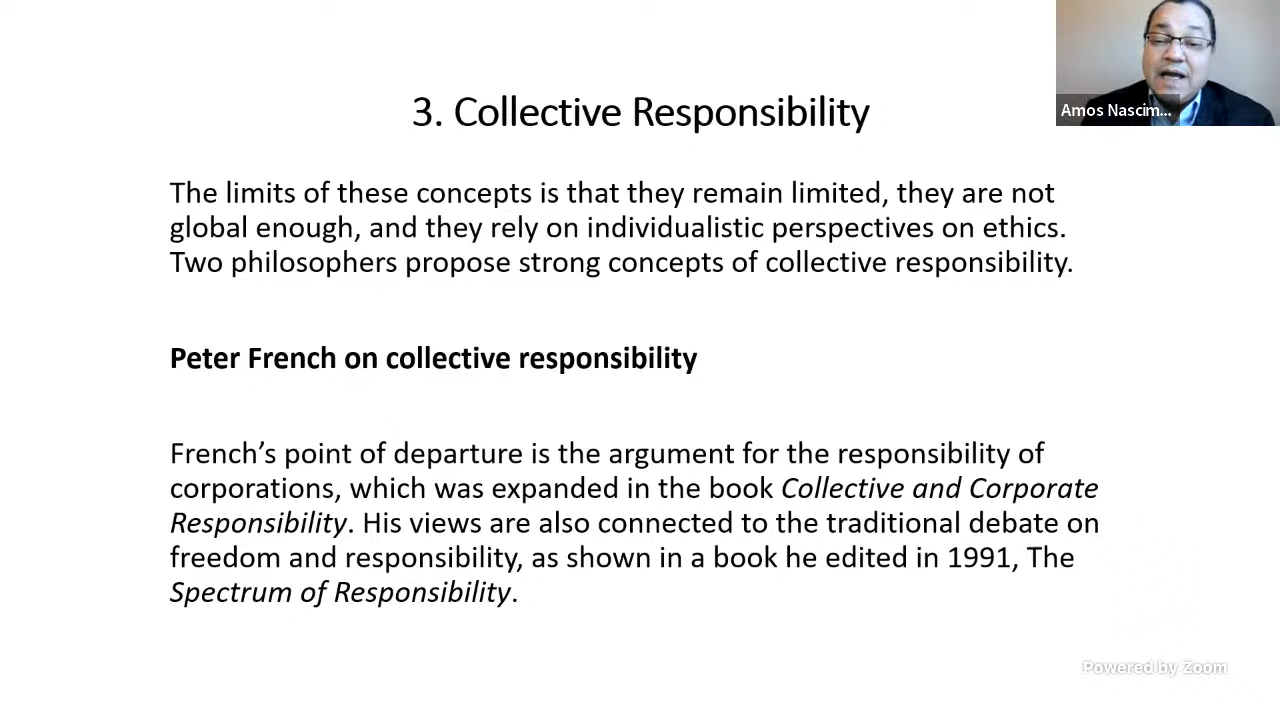 3. Collective Responsibility
Amos Nascim...
The limits of these concepts is that they remain limited, they are not
global enough, and they rely on individualistic perspectives on ethics.
Two philosophers propose strong concepts of collective responsibility.
Peter French on collective responsibility
French’s point of departure is the argument for the responsibility of
corporations, which was expanded in the book Collective and Corporate
Responsibility. His views are also connected to the traditional debate on
freedom and responsibility, as shown in a book he edited in 1991, The
Spectrum of Responsibility.
Powered by Zoom